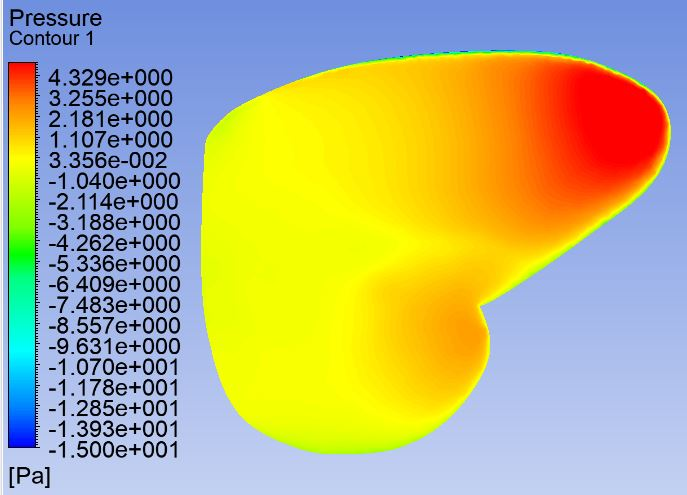 Pressure
Contour 1
4.329e+000
3.255e+000
2.181e+000
1.107e+000
3.356e-002
-1.040e+000
-2.114e+000
-3.188e+000
-4.262e+000
-5.336e+000
-6.409e+000
-7.483e+000
-8.557e+000
-9.631e+000
-1.070e+001
-1.178e+001
-1.285e+001
-1.393e+001
-1.500e+001
[Pa]